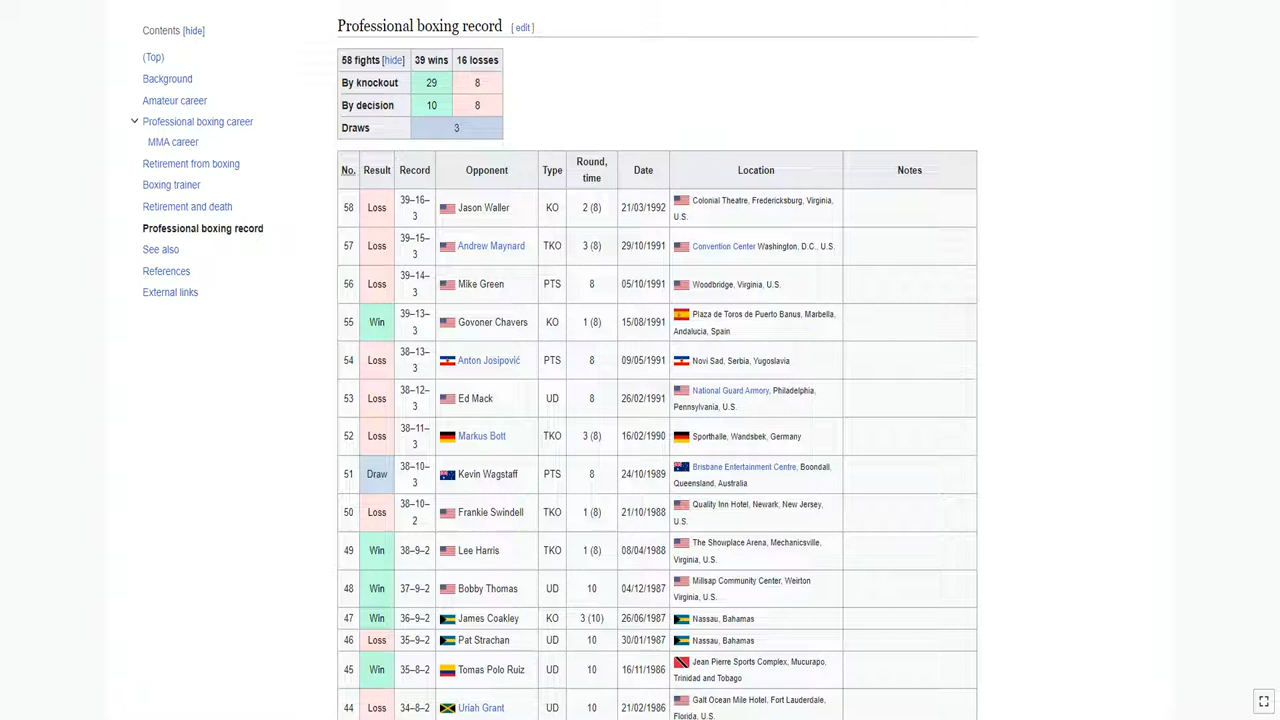 Contents [hide]
(Top)
Background
Amateur career
Professional boxing career
MMA career
Retirement from boxing
Boxing trainer
Retirement and death
Professional boxing record
See also
References
External links
Professional boxing record [ edit ]
58 fights [hide] 39 wins 16 losses
By knockout 29 8
By decision 10 8
Draws 3
No. Result Record Opponent Type Round, time Date Location Notes
58 Loss 39–16–3 Jason Waller KO 2 (8) 21/03/1992 Colonial Theatre, Fredericksburg, Virginia, U.S.
57 Loss 39–15–3 Andrew Maynard TKO 3 (8) 29/10/1991 Convention Center Washington, D.C., U.S.
56 Loss 39–14–3 Mike Green PTS 8 05/10/1991 Woodbridge, Virginia, U.S.
55 Win 39–13–3 Govoner Chavers KO 1 (8) 15/08/1991 Plaza de Toros de Puerto Banus, Marbella, Andalucia, Spain
54 Loss 38–13–3 Anton Josipović PTS 8 09/05/1991 Novi Sad, Serbia, Yugoslavia
53 Loss 38–12–3 Ed Mack UD 8 26/02/1991 National Guard Armory, Philadelphia, Pennsylvania, U.S.
52 Loss 38–11–3 Markus Bott TKO 3 (8) 16/02/1990 Sporthalle, Wandsbek, Germany
51 Draw 38–10–3 Kevin Wagstaff PTS 8 24/10/1989 Brisbane Entertainment Centre, Boondall, Queensland, Australia
50 Loss 38–10–2 Frankie Swindell TKO 1 (8) 21/10/1988 Quality Inn Hotel, Newark, New Jersey, U.S.
49 Win 38–9–2 Lee Harris TKO 1 (8) 08/04/1988 The Showplace Arena, Mechanicsville, Virginia, U.S.
48 Win 37–9–2 Bobby Thomas UD 10 04/12/1987 Millsap Community Center, Weirton Virginia, U.S.
47 Win 36–9–2 James Coakley KO 3 (10) 26/06/1987 Nassau, Bahamas
46 Loss 35–9–2 Pat Strachan UD 10 30/01/1987 Nassau, Bahamas
45 Win 35–8–2 Tomas Polo Ruiz UD 10 16/11/1986 Jean Pierre Sports Complex, Mucurapo, Trinidad and Tobago
44 Loss 34–8–2 Uriah Grant UD 10 21/02/1986 Galt Ocean Mile Hotel, Fort Lauderdale, Florida, U.S.